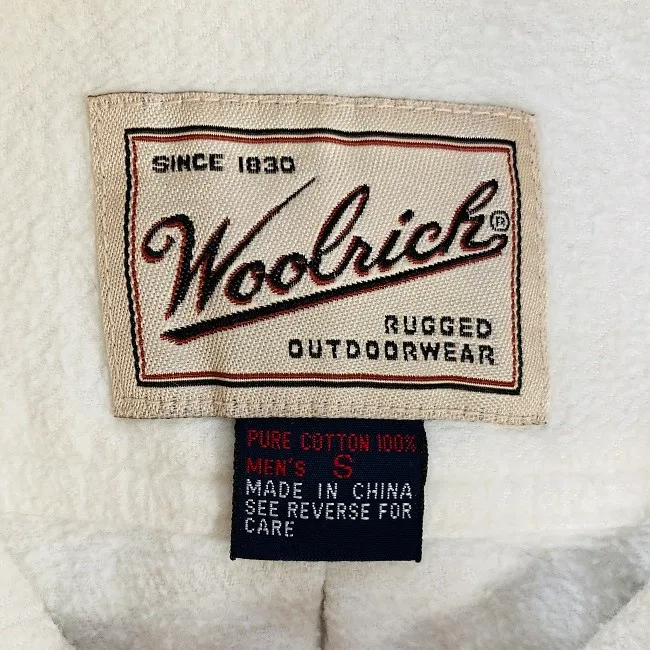 SINCE 1830
Woolrich®
RUGGED
OUTDOORWEAR
PURE COTTON 100%
MEN'S S
MADE IN CHINA
SEE REVERSE FOR
CARE